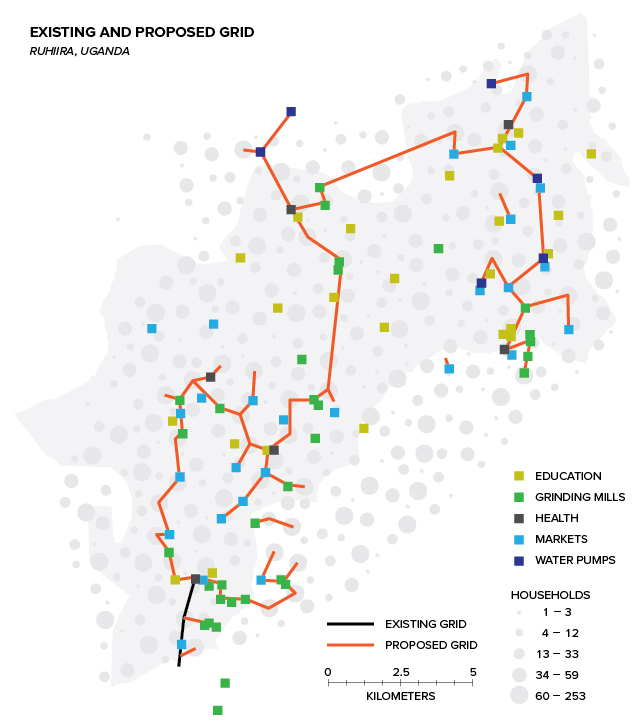 EXISTING AND PROPOSED GRID
RUHIIRA, UGANDA
EDUCATION
GRINDING MILLS
HEALTH
MARKETS
WATER PUMPS
HOUSEHOLDS
1 – 3
4 – 12
13 – 33
34 – 59
60 – 253
EXISTING GRID
PROPOSED GRID
0 2.5 5
KILOMETERS